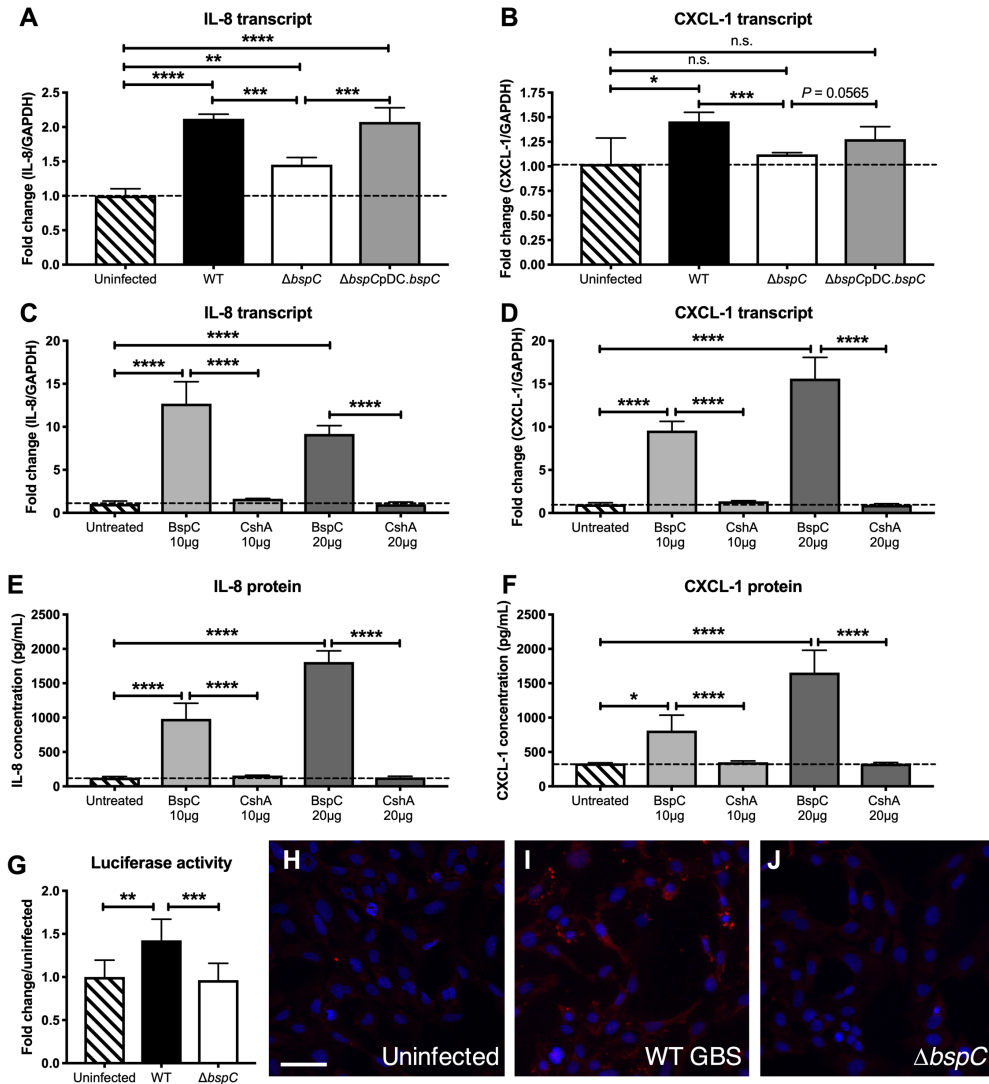 A
IL-8 transcript
****
**
****
***
***
Fold change (IL-8/GAPDH)
2.5
2.0
1.5
1.0
0.5
0.0
Uninfected
WT
ΔbspC
ΔbspCpDC.bspC
B
CXCL-1 transcript
n.s.
n.s.
*
***
P = 0.0565
Fold change (CXCL-1/GAPDH)
1.75
1.50
1.25
1.00
0.75
0.50
0.25
0.00
Uninfected
WT
ΔbspC
ΔbspCpDC.bspC
C
IL-8 transcript
****
****
****
****
Fold change (IL-8/GAPDH)
20
15
10
5
0
Untreated
BspC
10µg
CshA
10µg
BspC
20µg
CshA
20µg
D
CXCL-1 transcript
****
****
****
****
Fold change (CXCL-1/GAPDH)
20
15
10
5
0
Untreated
BspC
10µg
CshA
10µg
BspC
20µg
CshA
20µg
E
IL-8 protein
****
****
****
****
IL-8 concentration (pg/mL)
2500
2000
1500
1000
500
0
Untreated
BspC
10µg
CshA
10µg
BspC
20µg
CshA
20µg
F
CXCL-1 protein
****
****
*
****
CXCL-1 concentration (pg/mL)
2500
2000
1500
1000
500
0
Untreated
BspC
10µg
CshA
10µg
BspC
20µg
CshA
20µg
G
Luciferase activity
**
***
Fold change/uninfected
2.0
1.5
1.0
0.5
0.0
Uninfected
WT
ΔbspC
H
Uninfected
I
WT GBS
J
ΔbspC